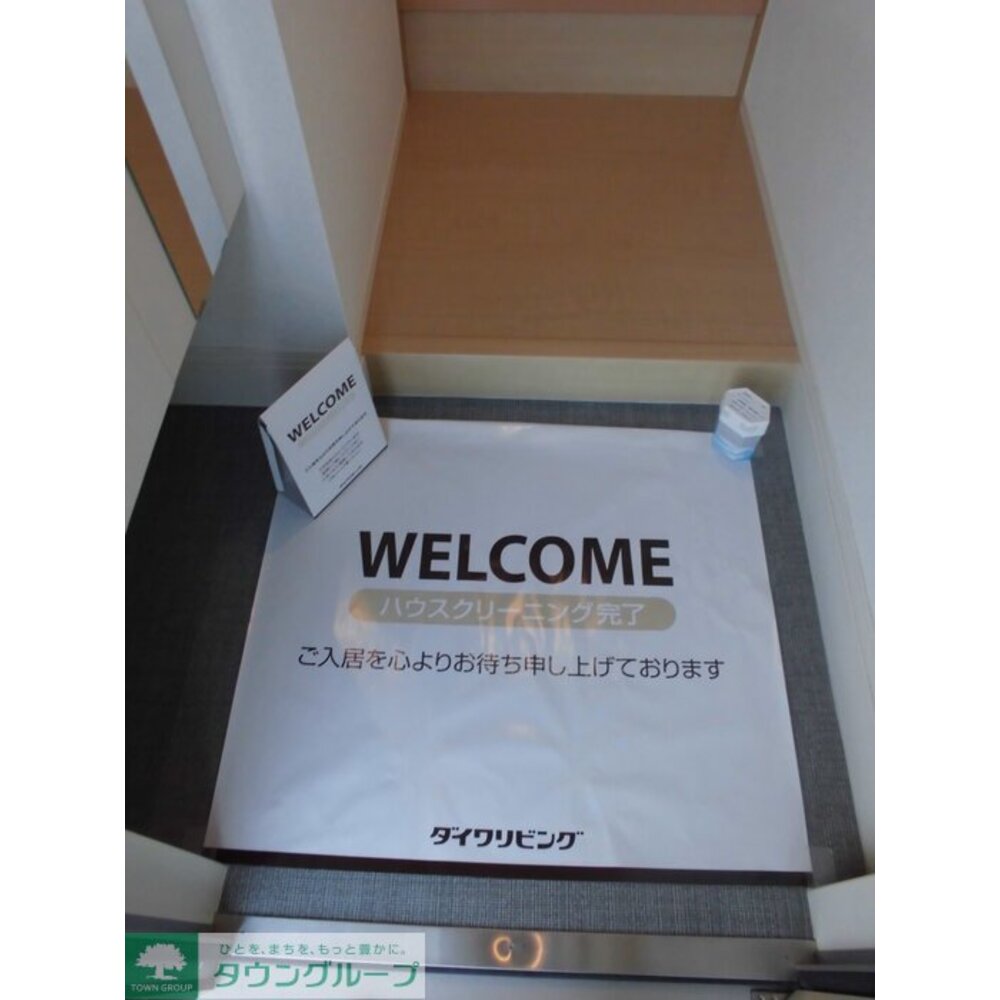 WELCOME
WELCOME
ハウスクリーニング完了
ご入居を心よりお待ち申し上げております
ダイワリビング
ひとを、まちを、もっと豊かに。
タウングループ
TOWN GROUP